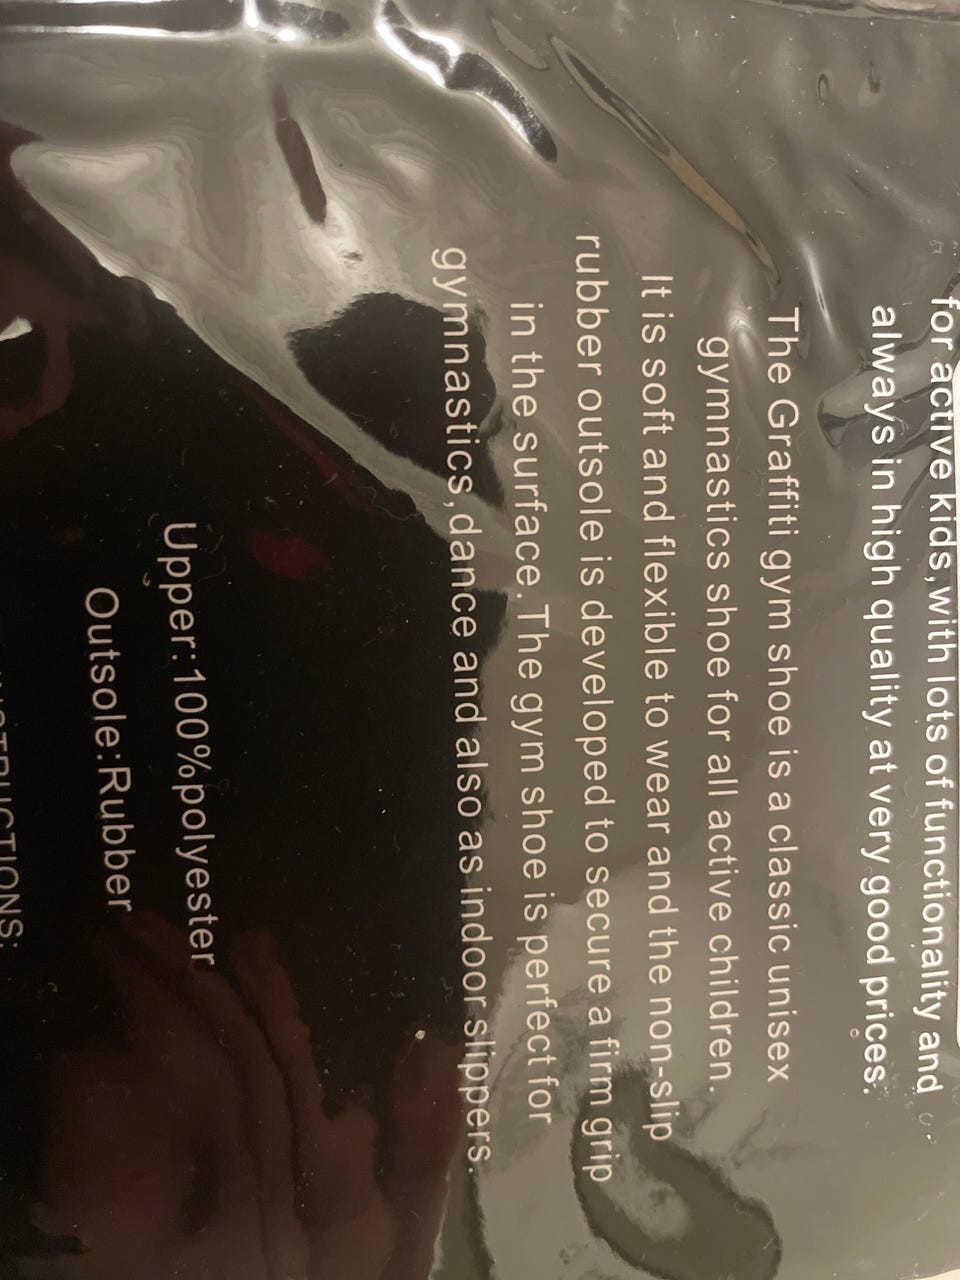 for active kids,with lots of functionality and
always in high quality at very good prices.
The Graffiti gym shoe is a classic unisex
gymnastics shoe for all active children.
It is soft and flexible to wear and the non-slip
rubber outsole is developed to secure a firm grip
in the surface. The gym shoe is perfect for
gymnastics,dance and also as indoor slippers.
Upper:100%polyester
Outsole:Rubber